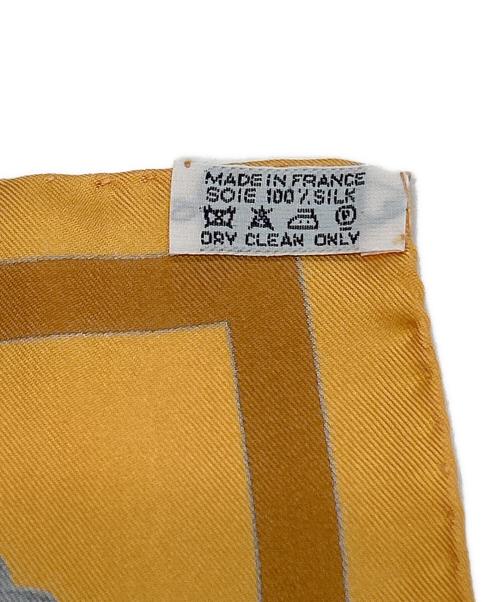 MADE IN FRANCE
SOIE 100% SILK
P
DRY CLEAN ONLY